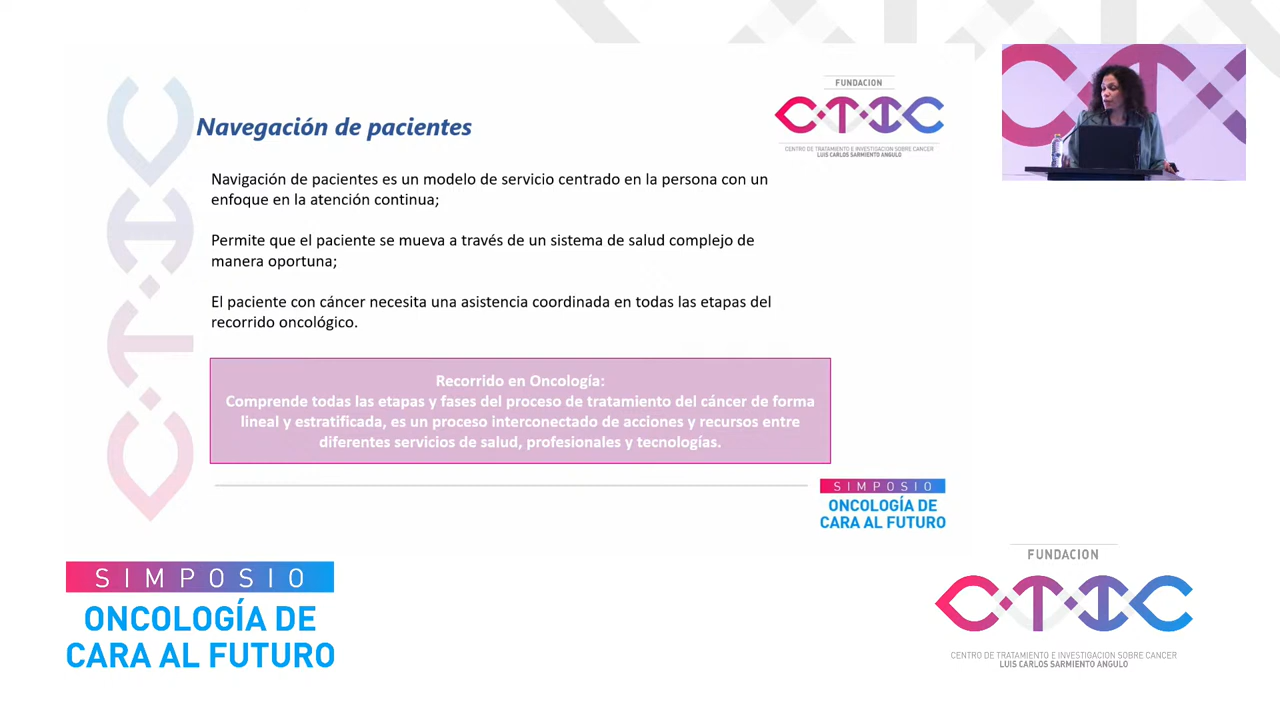 Navegación de pacientes
FUNDACION
CTIC
CENTRO DE TRATAMIENTO E INVESTIGACION SOBRE CANCER
LUIS CARLOS SARMIENTO ANGULO
Navigación de pacientes es un modelo de servicio centrado en la persona con un
enfoque en la atención continua;
Permite que el paciente se mueva a través de un sistema de salud complejo de
manera oportuna;
El paciente con cáncer necesita una asistencia coordinada en todas las etapas del
recorrido oncológico.
Recorrido en Oncología:
Comprende todas las etapas y fases del proceso de tratamiento del cáncer de forma
lineal y estratificada, es un proceso interconectado de acciones y recursos entre
diferentes servicios de salud, profesionales y tecnologías.
SIMPOSIO
ONCOLOGÍA DE
CARA AL FUTURO
CTIC
SIMPOSIO
ONCOLOGÍA DE
CARA AL FUTURO
FUNDACION
CTIC
CENTRO DE TRATAMIENTO E INVESTIGACION SOBRE CANCER
LUIS CARLOS SARMIENTO ANGULO